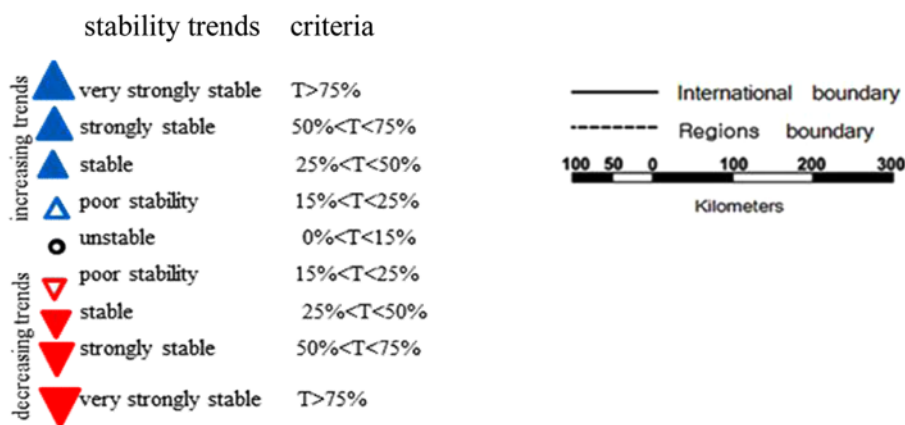 stability trends criteria
increasing trends
very strongly stable T>75%
strongly stable 50%<T<75%
stable 25%<T<50%
poor stability 15%<T<25%
unstable 0%<T<15%
decreasing trends
poor stability 15%<T<25%
stable 25%<T<50%
strongly stable 50%<T<75%
very strongly stable T>75%
International boundary
Regions boundary
100 50 0 100 200 300
Kilometers